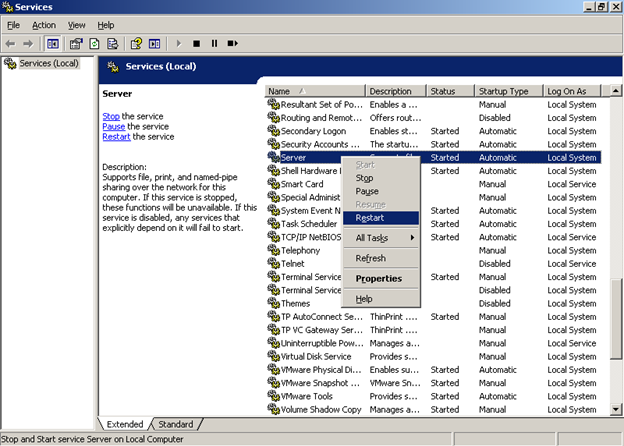 Services
File Action View Help
Services (Local)
Services (Local)
Server
Stop the service
Pause the service
Restart the service
Description:
Supports file, print, and named-pipe
sharing over the network for this
computer. If this service is stopped,
these functions will be unavailable. If this
service is disabled, any services that
explicitly depend on it will fail to start.
Name Description Status Startup Type Log On As
Resultant Set of Po... Enables a ... Manual Local System
Routing and Remot... Offers rout... Disabled Local System
Secondary Logon Enables st... Started Automatic Local System
Security Accounts ... The startu... Started Automatic Local System
Server Started Automatic Local System
Shell Hardware Started Automatic Local System
Smart Card Manual Local Service
Special Administ Manual Local System
System Event N Started Automatic Local System
Task Scheduler Started Automatic Local System
TCP/IP NetBIOS Started Automatic Local Service
Telephony Manual Local System
Telnet Disabled Local Service
Terminal Service Started Manual Local System
Terminal Service Disabled Local System
Themes Disabled Local System
TP AutoConnect Se... ThinPrint .... Started Manual Local System
TP VC Gateway Ser... ThinPrint .... Manual Local System
Uninterruptible Pow... Manages a... Manual Local Service
Virtual Disk Service Provides s... Manual Local System
VMware Physical Di... Enables su... Started Automatic Local System
VMware Snapshot ... VMware Sn... Manual Local System
VMware Tools Provides s... Started Automatic Local System
Volume Shadow Copy Manages a... Manual Local System
Start
Stop
Pause
Resume
Restart
All Tasks
Refresh
Properties
Help
Extended Standard
Stop and Start service Server on Local Computer